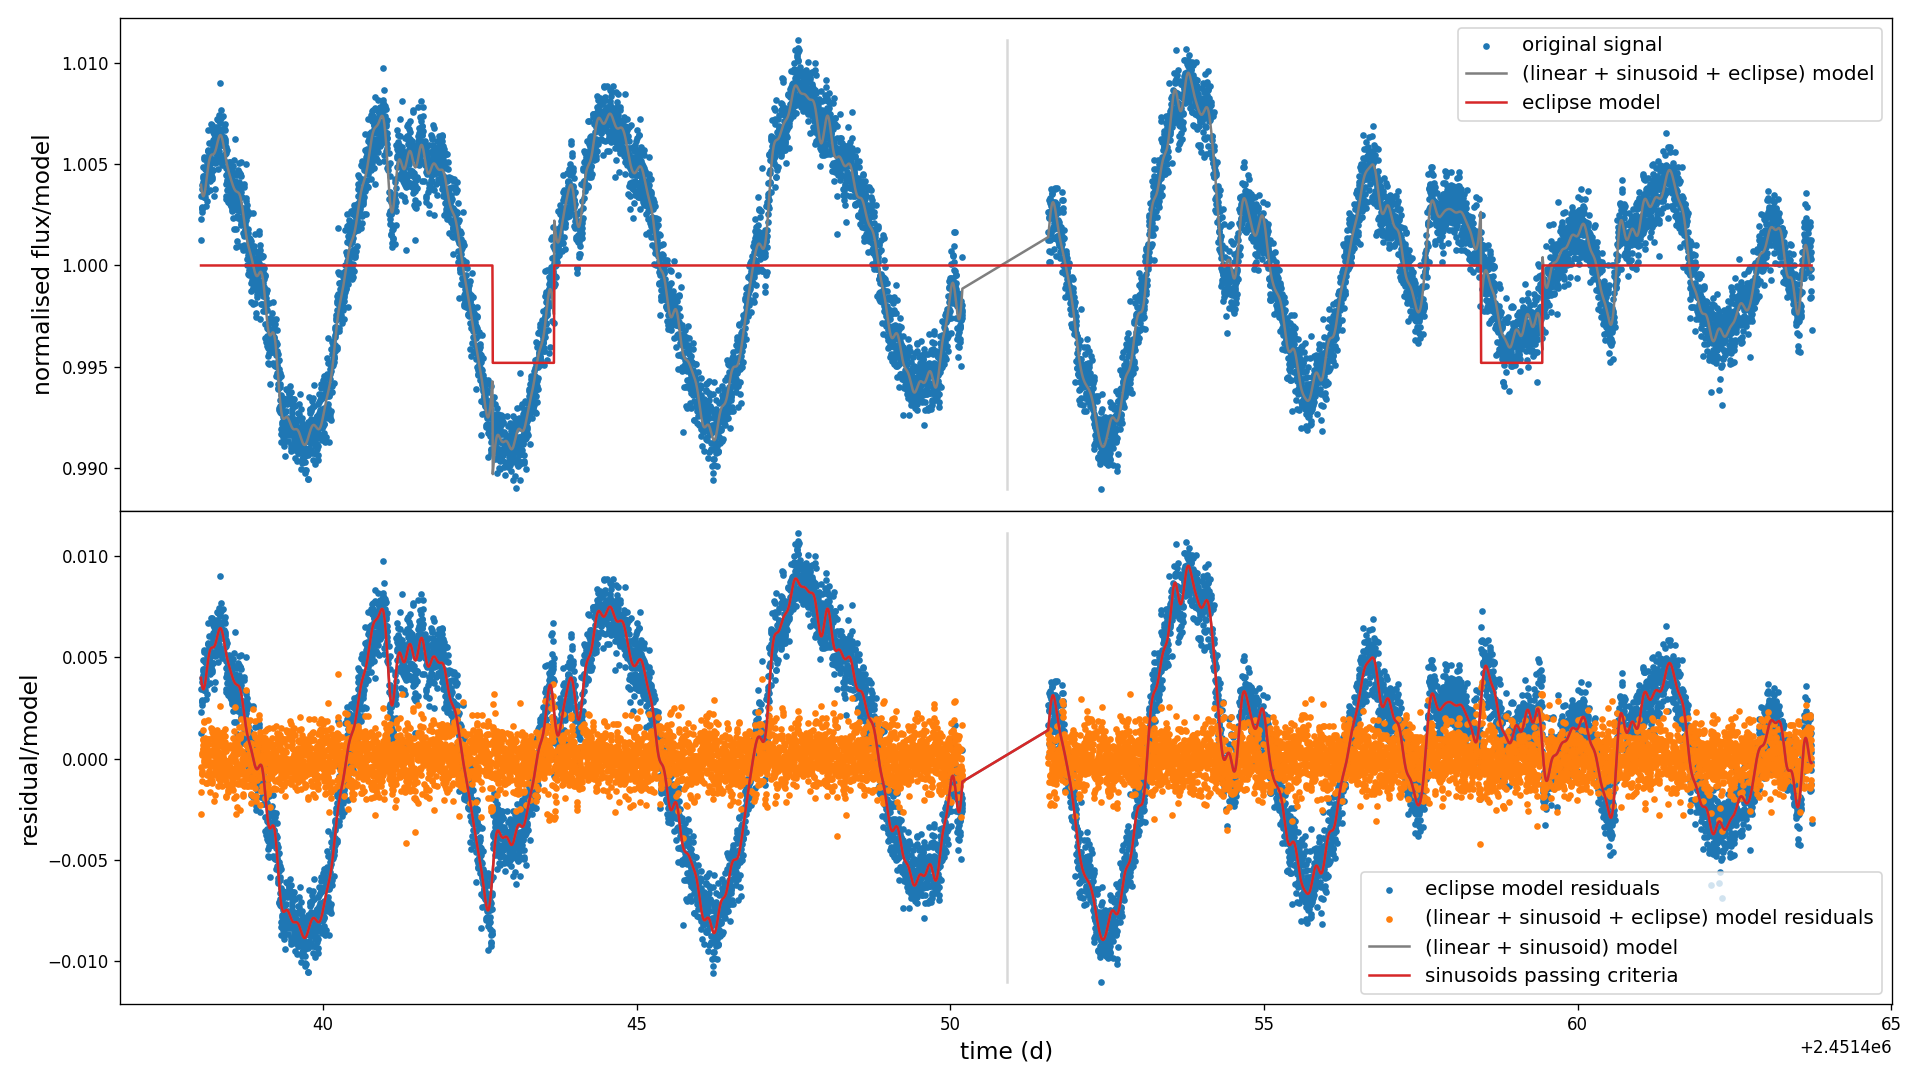 normalised flux/model
1.010
1.005
1.000
0.995
0.990
original signal
(linear + sinusoid + eclipse) model
eclipse model
residual/model
0.010
0.005
0.000
−0.005
−0.010
eclipse model residuals
(linear + sinusoid + eclipse) model residuals
(linear + sinusoid) model
sinusoids passing criteria
40 45 50 55 60 65
time (d)
+2.4514e6